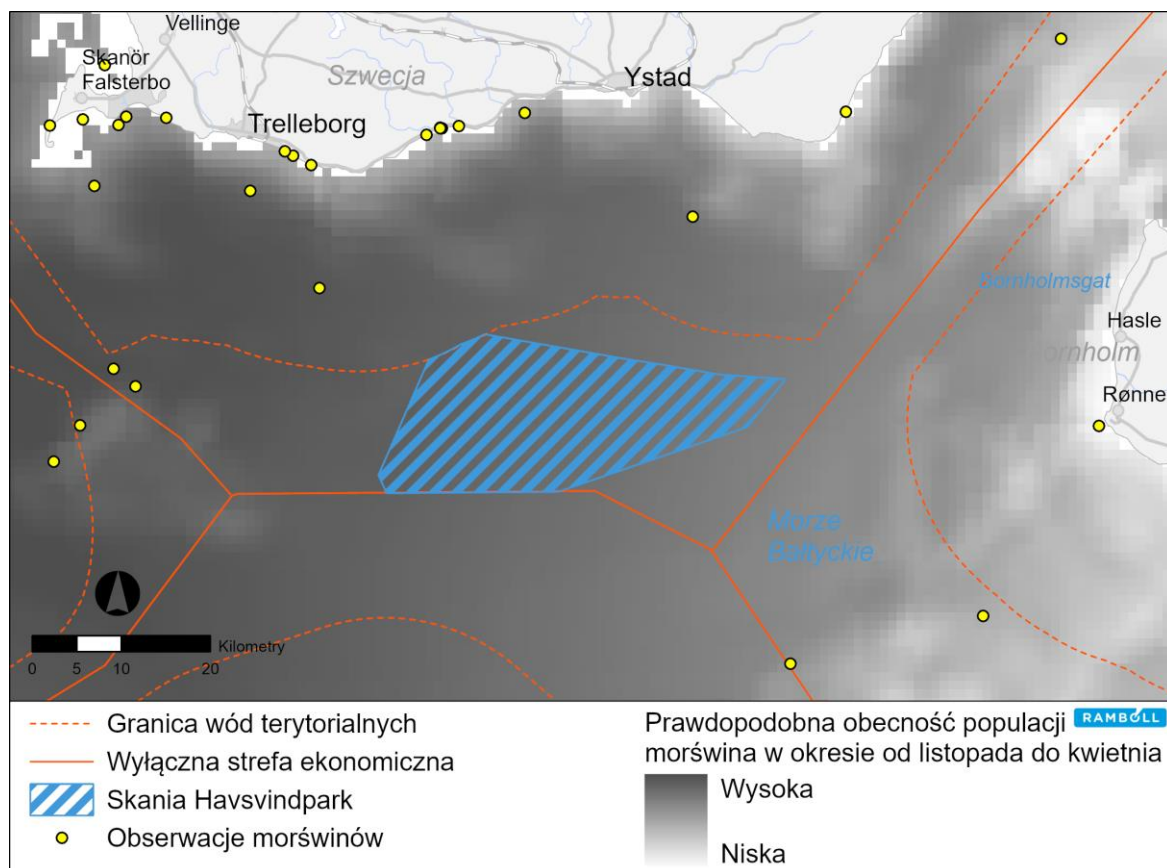 Vellinge
Skanör
Falsterbo
Szwecja
Ystad
Trelleborg
Bornholmsgat
Hasle
ornholm
Rønne
Morze
Bałtyckie
Kilometry
0 5 10 20
Granica wód terytorialnych
Wyłączna strefa ekonomiczna
Skania Havsvindpark
Obserwacje morświnów
Prawdopodobna obecność populacji
morświna w okresie od listopada do kwietnia
RAMBOLL
Wysoka
Niska